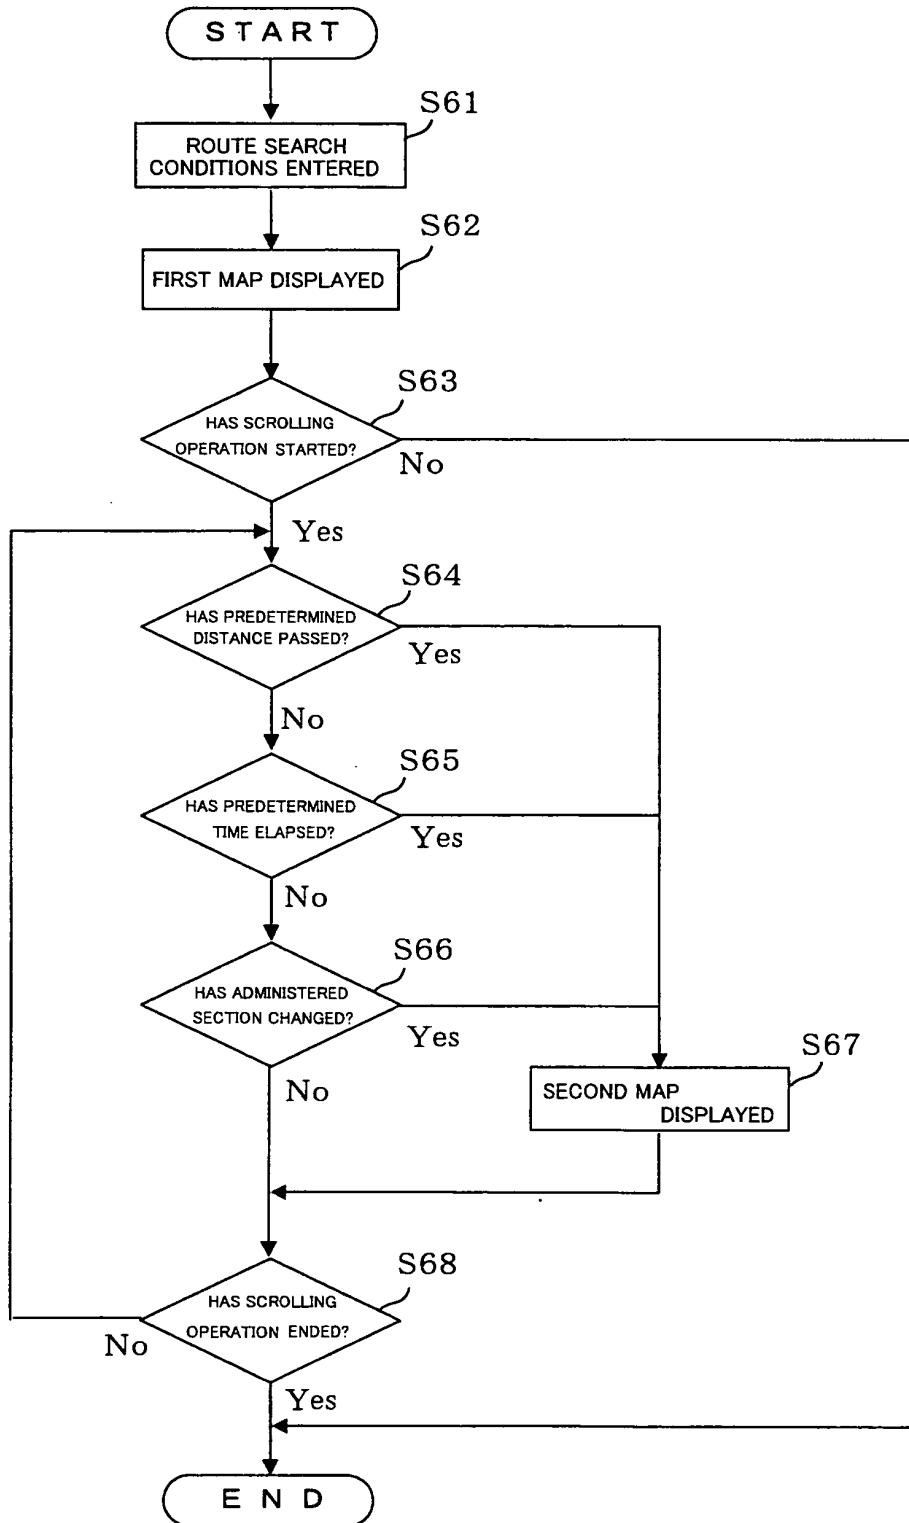 START
S61
ROUTE SEARCH
CONDITIONS ENTERED
S62
FIRST MAP DISPLAYED
S63
HAS SCROLLING
OPERATION STARTED?
No
Yes
S64
HAS PREDETERMINED
DISTANCE PASSED?
Yes
No
S65
HAS PREDETERMINED
TIME ELAPSED?
Yes
No
S66
HAS ADMINISTERED
SECTION CHANGED?
Yes
No
S67
SECOND MAP
DISPLAYED
S68
HAS SCROLLING
OPERATION ENDED?
No
Yes
END